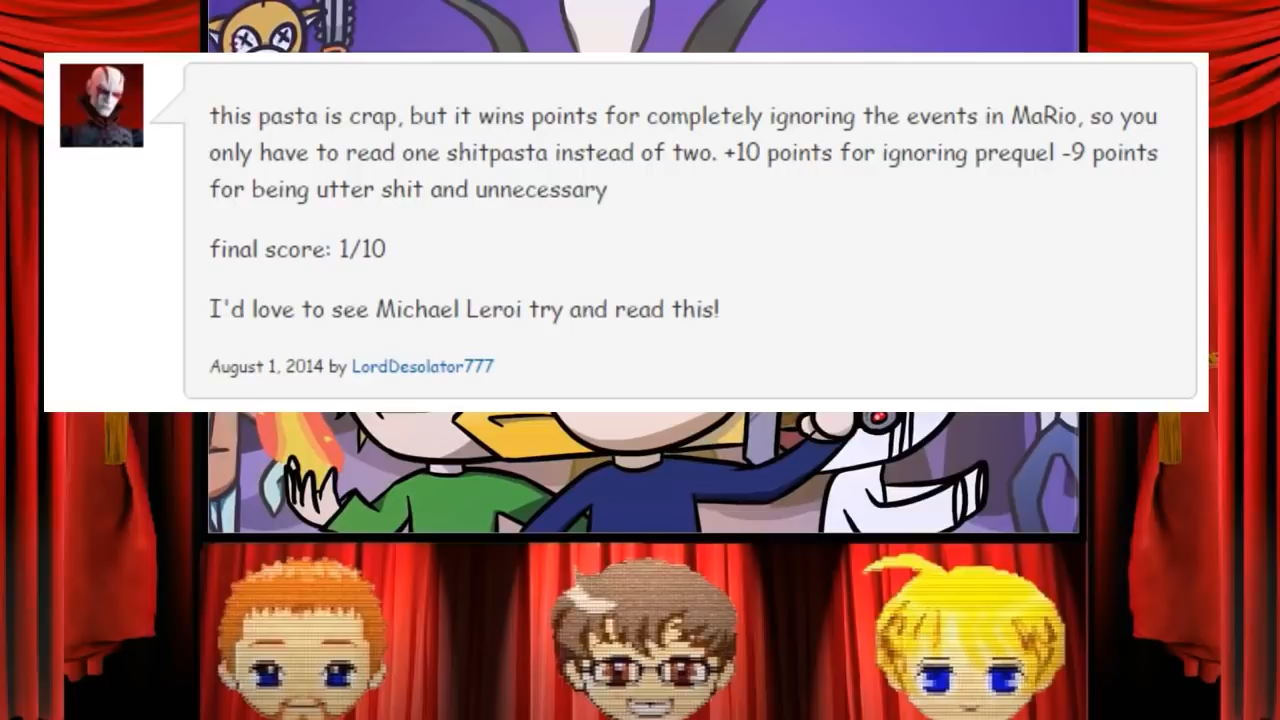 this pasta is crap, but it wins points for completely ignoring the events in MaRio, so you
only have to read one shitpasta instead of two. +10 points for ignoring prequel -9 points
for being utter shit and unnecessary
final score: 1/10
I'd love to see Michael Leroi try and read this!
August 1, 2014 by LordDesolator777